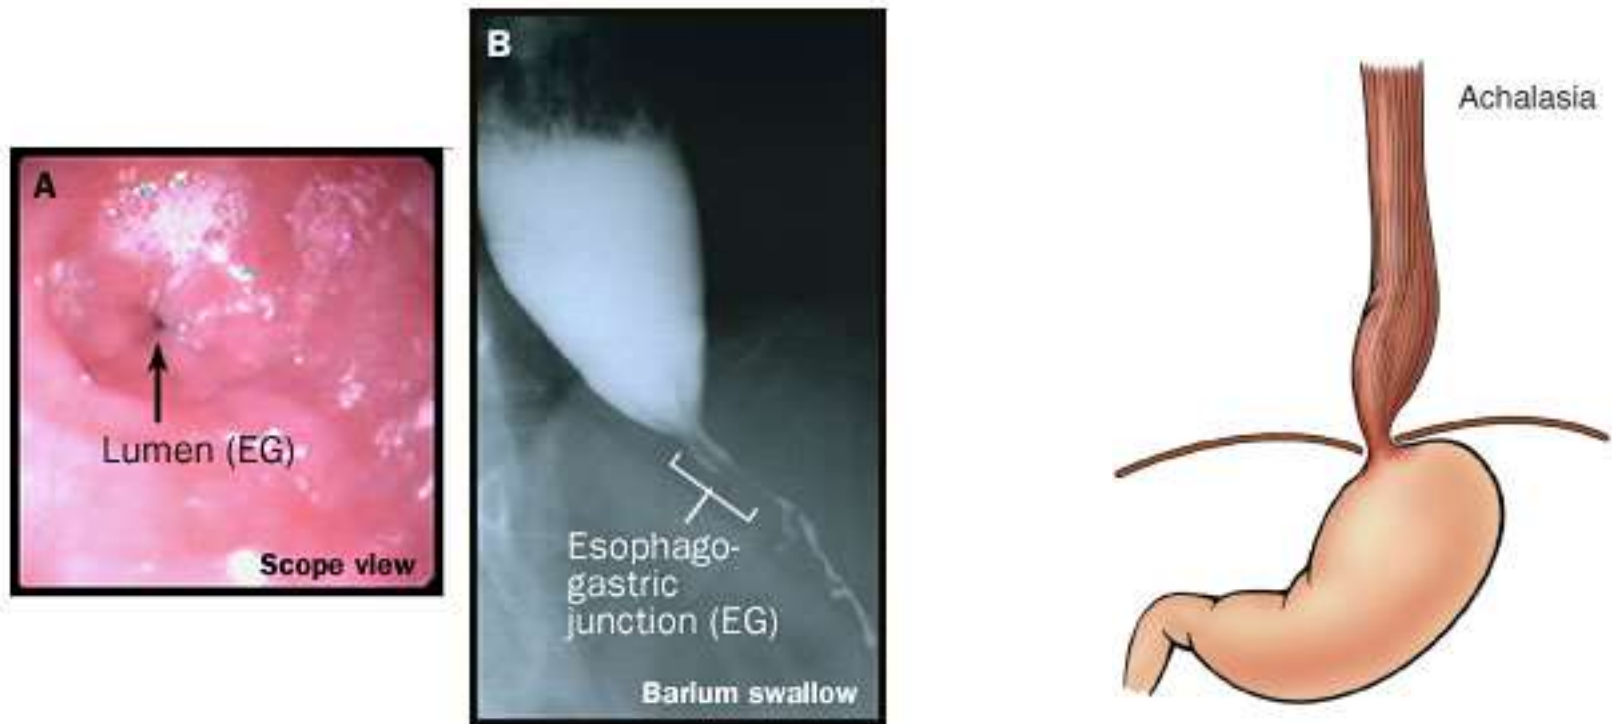 A
Lumen (EG)
Scope view
B
Esophago-
gastric
junction (EG)
Barium swallow
Achalasia